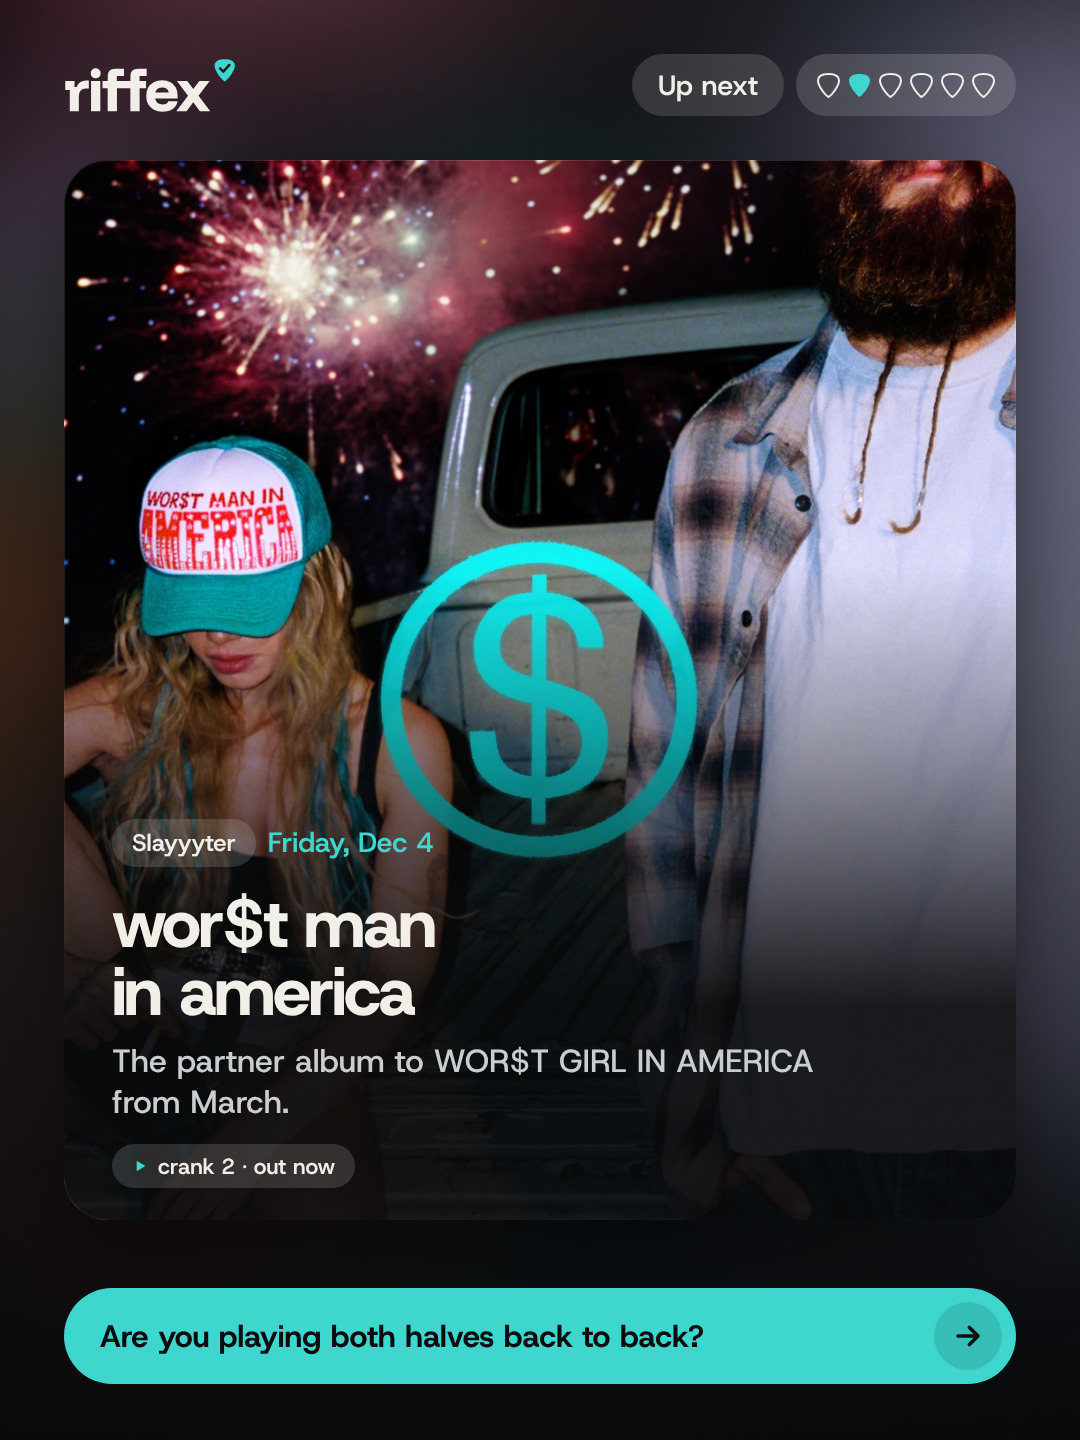 riffex
Up next
WOR$T MAN IN
AMERICA
$
Slayyyter
Friday, Dec 4
wor$t man
in america
The partner album to WOR$T GIRL IN AMERICA
from March.
crank 2 · out now
Are you playing both halves back to back?